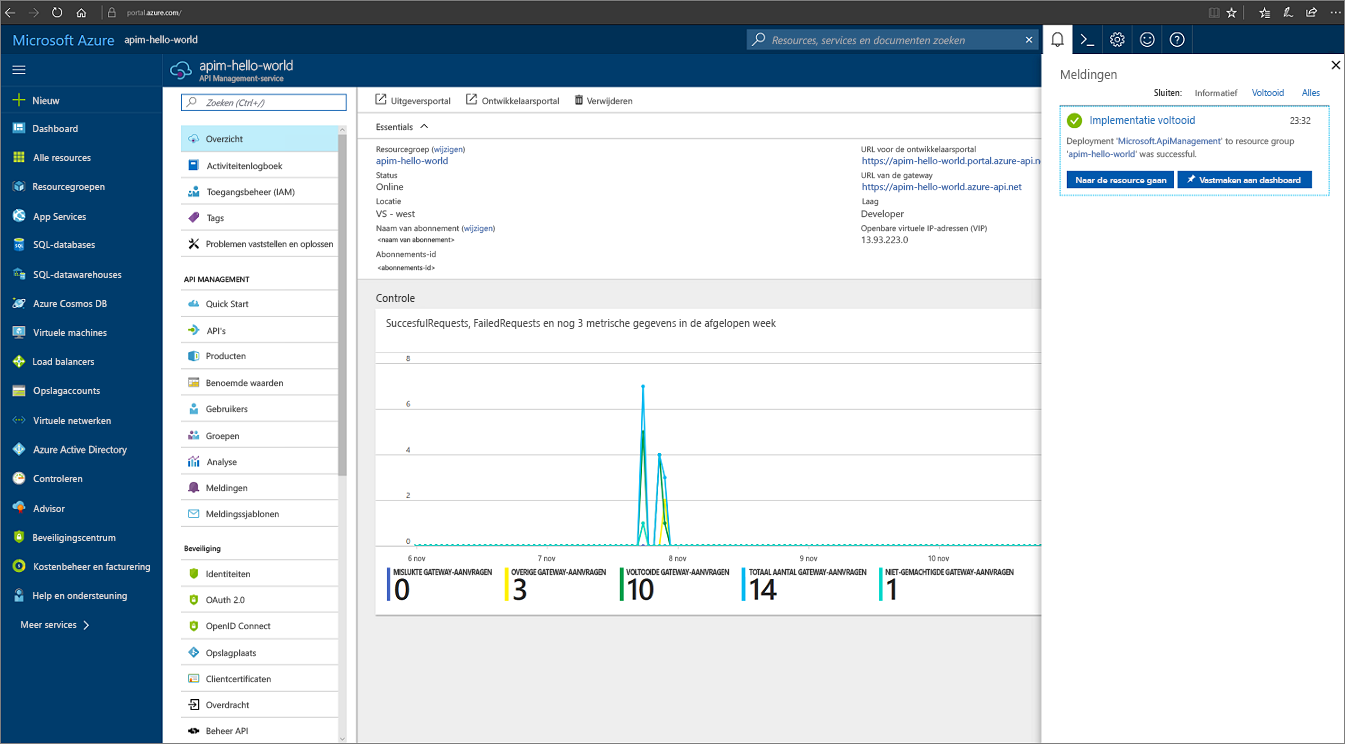 portal.azure.com/
Microsoft Azure apim-hello-world
Resources, services en documenten zoeken
Nieuw
Dashboard
Alle resources
Resourcegroepen
App Services
SQL-databases
SQL-datawarehouses
Azure Cosmos DB
Virtuele machines
Load balancers
Opslagaccounts
Virtuele netwerken
Azure Active Directory
Controleren
Advisor
Beveiligingscentrum
Kostenbeheer en facturering
Help en ondersteuning
Meer services
apim-hello-world
API Management-service
Zoeken (Ctrl+/)
Overzicht
Activiteitenlogboek
Toegangsbeheer (IAM)
Tags
Problemen vaststellen en oplossen
API MANAGEMENT
Quick Start
API's
Producten
Benoemde waarden
Gebruikers
Groepen
Analyse
Meldingen
Meldingssjablonen
Beveiliging
Identiteiten
OAuth 2.0
OpenID Connect
Opslagplaats
Clientcertificaten
Overdracht
Beheer API
Uitgeversportal Ontwikkelaarsportal Verwijderen
Essentials
Resourcegroep (wijzigen)
apim-hello-world
Status
Online
Locatie
VS - west
Naam van abonnement (wijzigen)
<naam van abonnement>
Abonnements-id
<abonnements-id>
URL voor de ontwikkelaarsportal
https://apim-hello-world.portal.azure-api.n
URL van de gateway
https://apim-hello-world.azure-api.net
Laag
Developer
Openbare virtuele IP-adressen (VIP)
13.93.223.0
Controle
SuccesfulRequests, FailedRequests en nog 3 metrische gegevens in de afgelopen week
8
6
4
2
0
6 nov 7 nov 8 nov 9 nov 10 nov
MISLUKTE GATEWAY-AANVRAGEN
0
OVERIGE GATEWAY-AANVRAGEN
3
VOLTOOIDE GATEWAY-AANVRAGEN
10
TOTAAL AANTAL GATEWAY-AANVRAGEN
14
NIET-GEMACHTIGDE GATEWAY-AANVRAGEN
1
Meldingen
Sluiten: Informatief Voltooid Alles
Implementatie voltooid 23:32
Deployment 'Microsoft.ApiManagement' to resource group
'apim-hello-world' was successful.
Naar de resource gaan Vastmaken aan dashboard